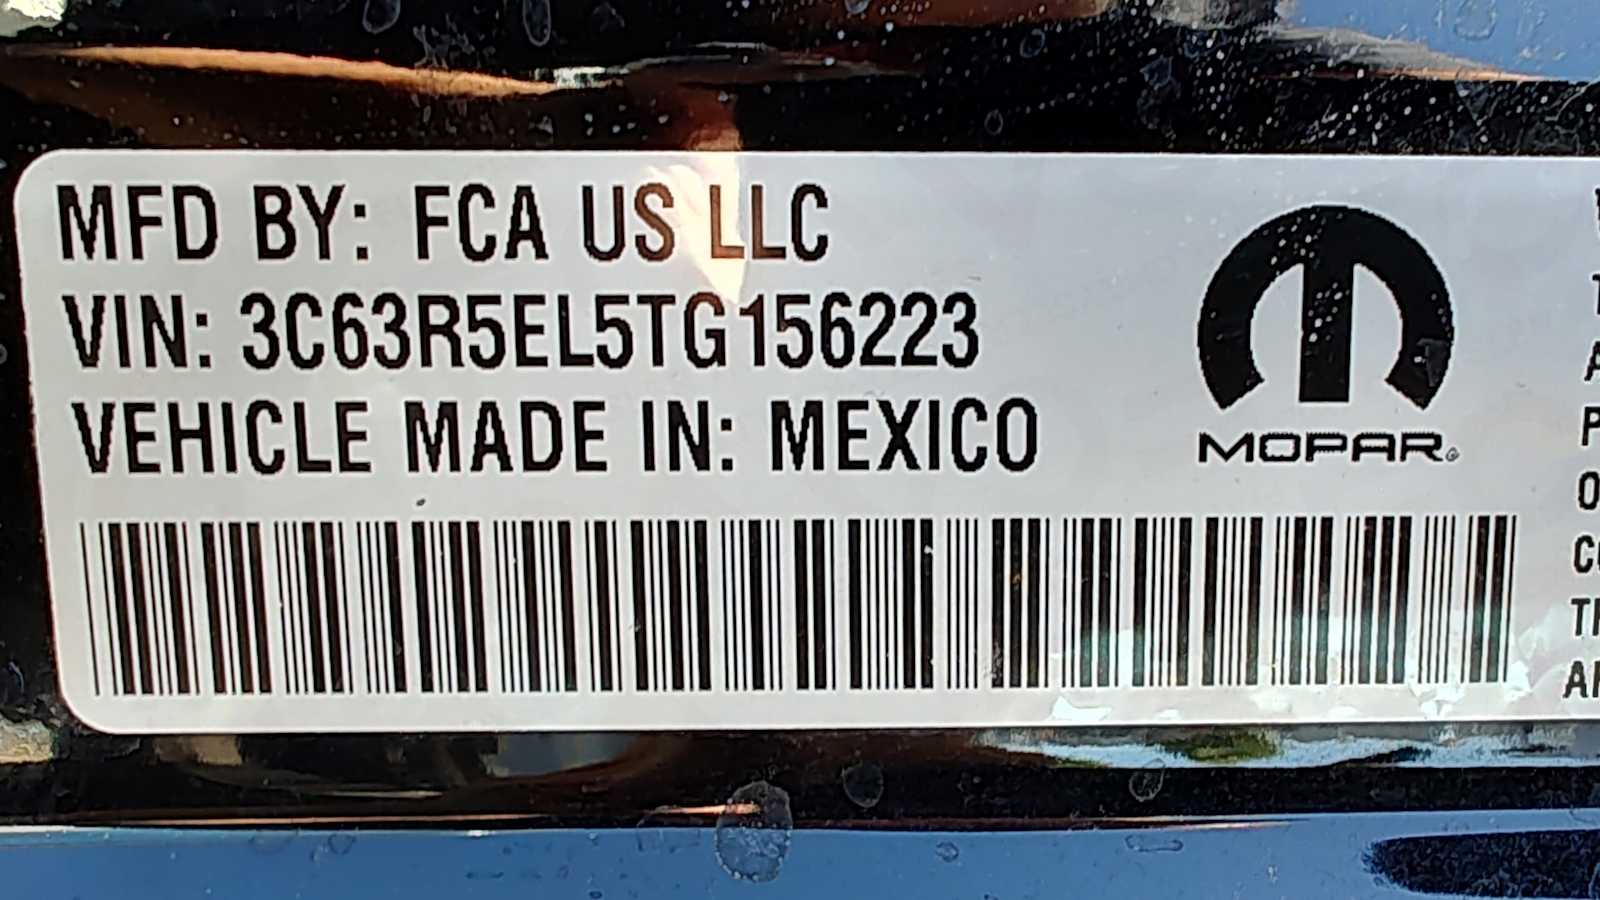 MFD BY: FCA US LLC
VIN: 3C63R5EL5TG156223
VEHICLE MADE IN: MEXICO
MOPAR